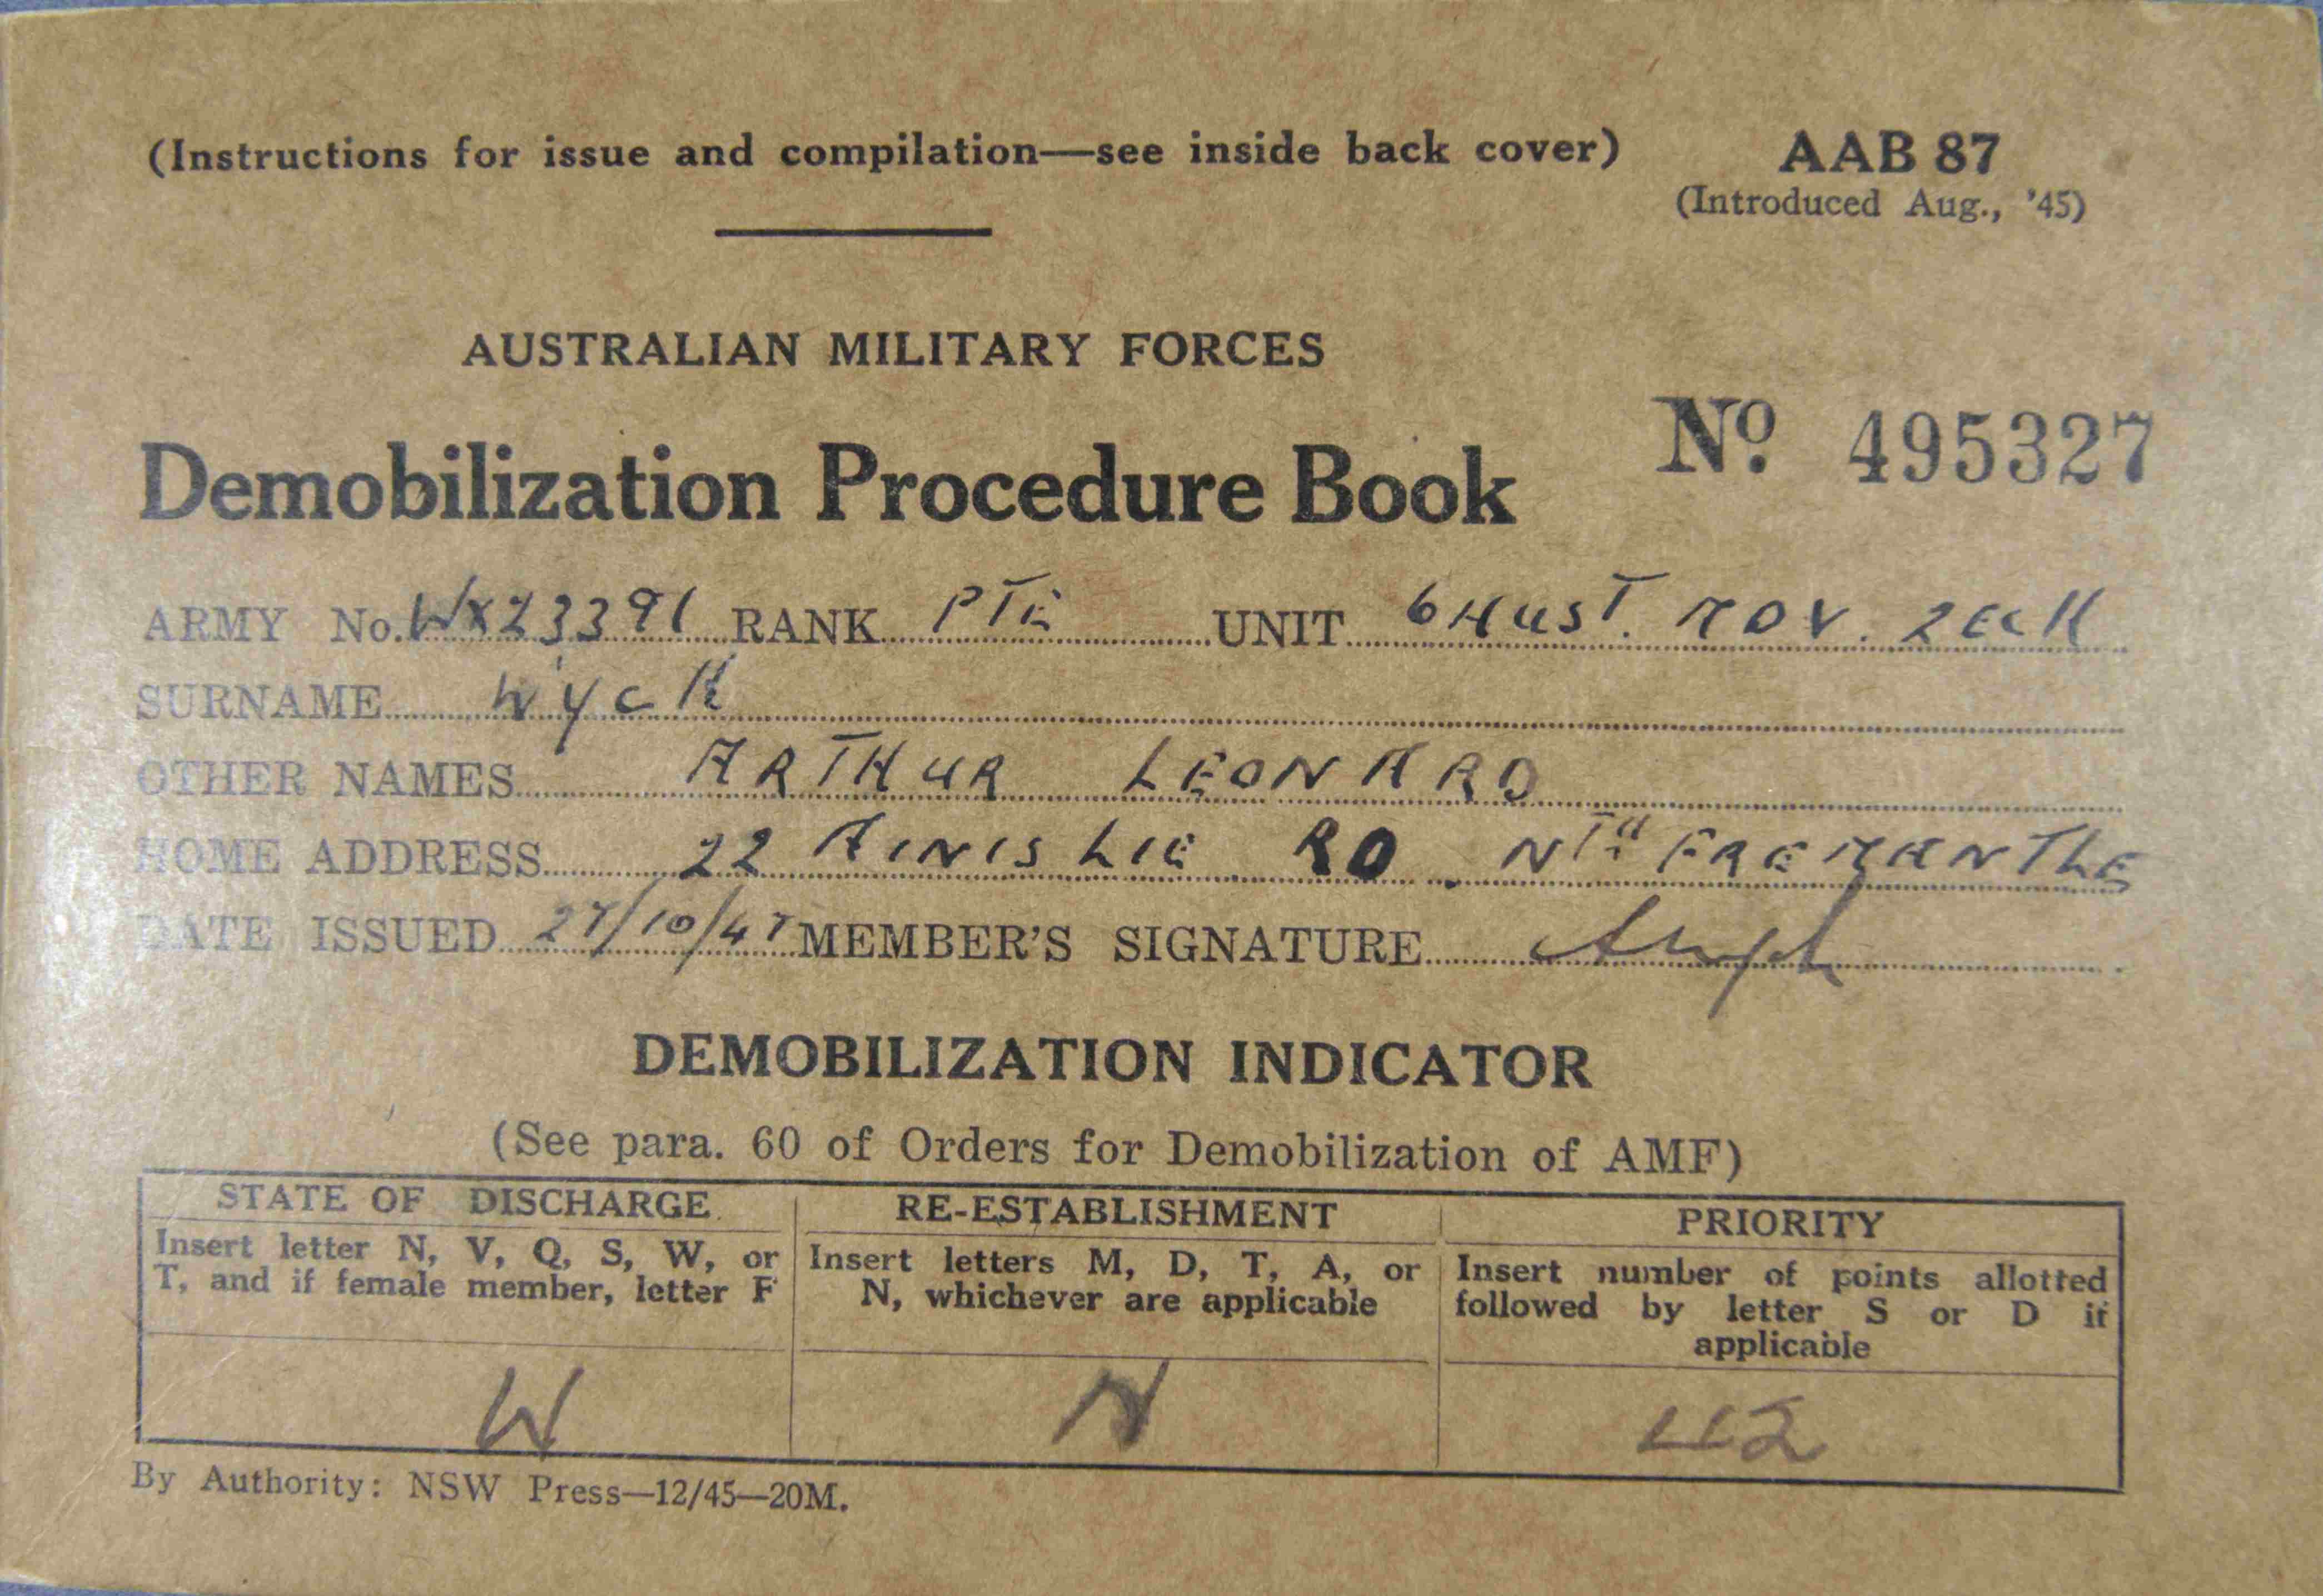 (Instructions for issue and compilation—see inside back cover)
AAB 87
(Introduced Aug., '45)
AUSTRALIAN MILITARY FORCES
Demobilization Procedure Book
Nº. 495327
ARMY No. WX23391 RANK PTE UNIT 6 AUST.
SURNAME WYCK
OTHER NAMES ARTHUR LEONARD
HOME ADDRESS 22 AINISLIE RD. NTH FREMANTLE
DATE ISSUED 27/10/47 MEMBER'S SIGNATURE
DEMOBILIZATION INDICATOR
(See para. 60 of Orders for Demobilization of AMF)
STATE OF DISCHARGE
Insert letter N, V, Q, S, W, or
T, and if female member, letter F
W
RE-ESTABLISHMENT
Insert letters M, D, T, A, or
N, whichever are applicable
N
PRIORITY
Insert number of points allotted
followed by letter S or D if
applicable
112
By Authority: NSW Press—12/45—20M.